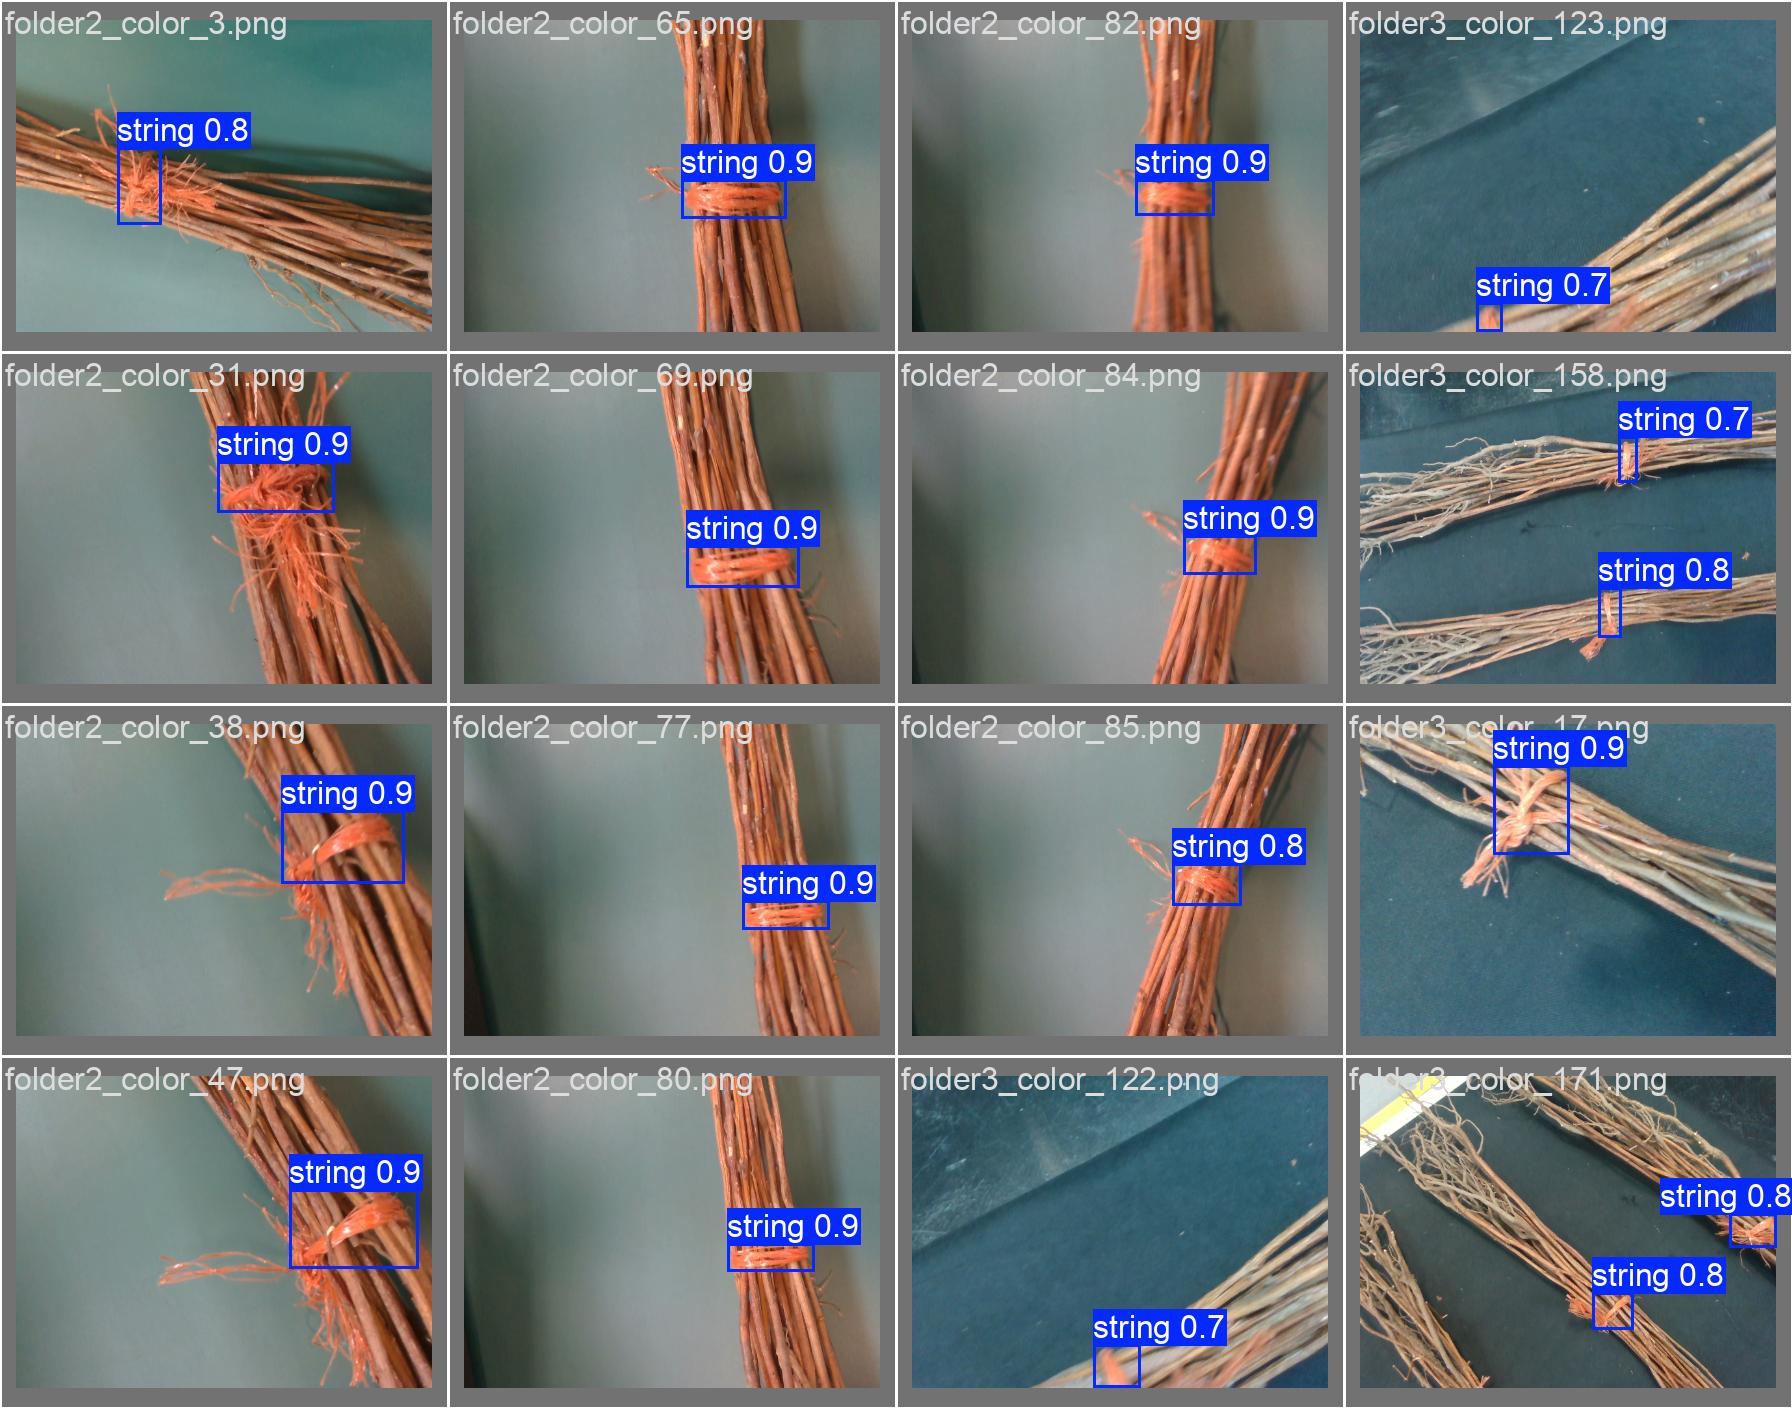 folder2_color_3.png
string 0.8
folder2_color_65.png
string 0.9
folder2_color_82.png
string 0.9
folder3_color_123.png
string 0.7
folder2_color_31.png
string 0.9
folder2_color_69.png
string 0.9
folder2_color_84.png
string 0.9
folder3_color_158.png
string 0.7
string 0.8
folder2_color_38.png
string 0.9
folder2_color_77.png
string 0.9
folder2_color_85.png
string 0.8
folder3_color_17.png
string 0.9
folder2_color_47.png
string 0.9
folder2_color_80.png
string 0.9
folder3_color_122.png
string 0.7
folder3_color_171.png
string 0.8
string 0.8